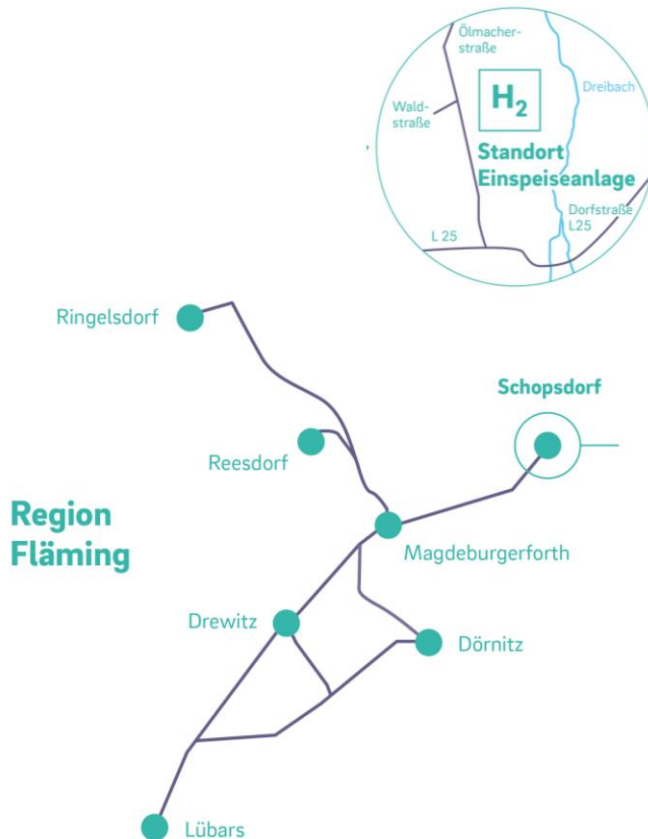 Ölmacher-
straße
H₂
Dreibach
Wald-
straße
Standort
Einspeiseanlage
Dorfstraße
L25
L 25
Ringelsdorf
Schopsdorf
Reesdorf
Region
Fläming
Magdeburgerforth
Drewitz
Dörnitz
Lübars